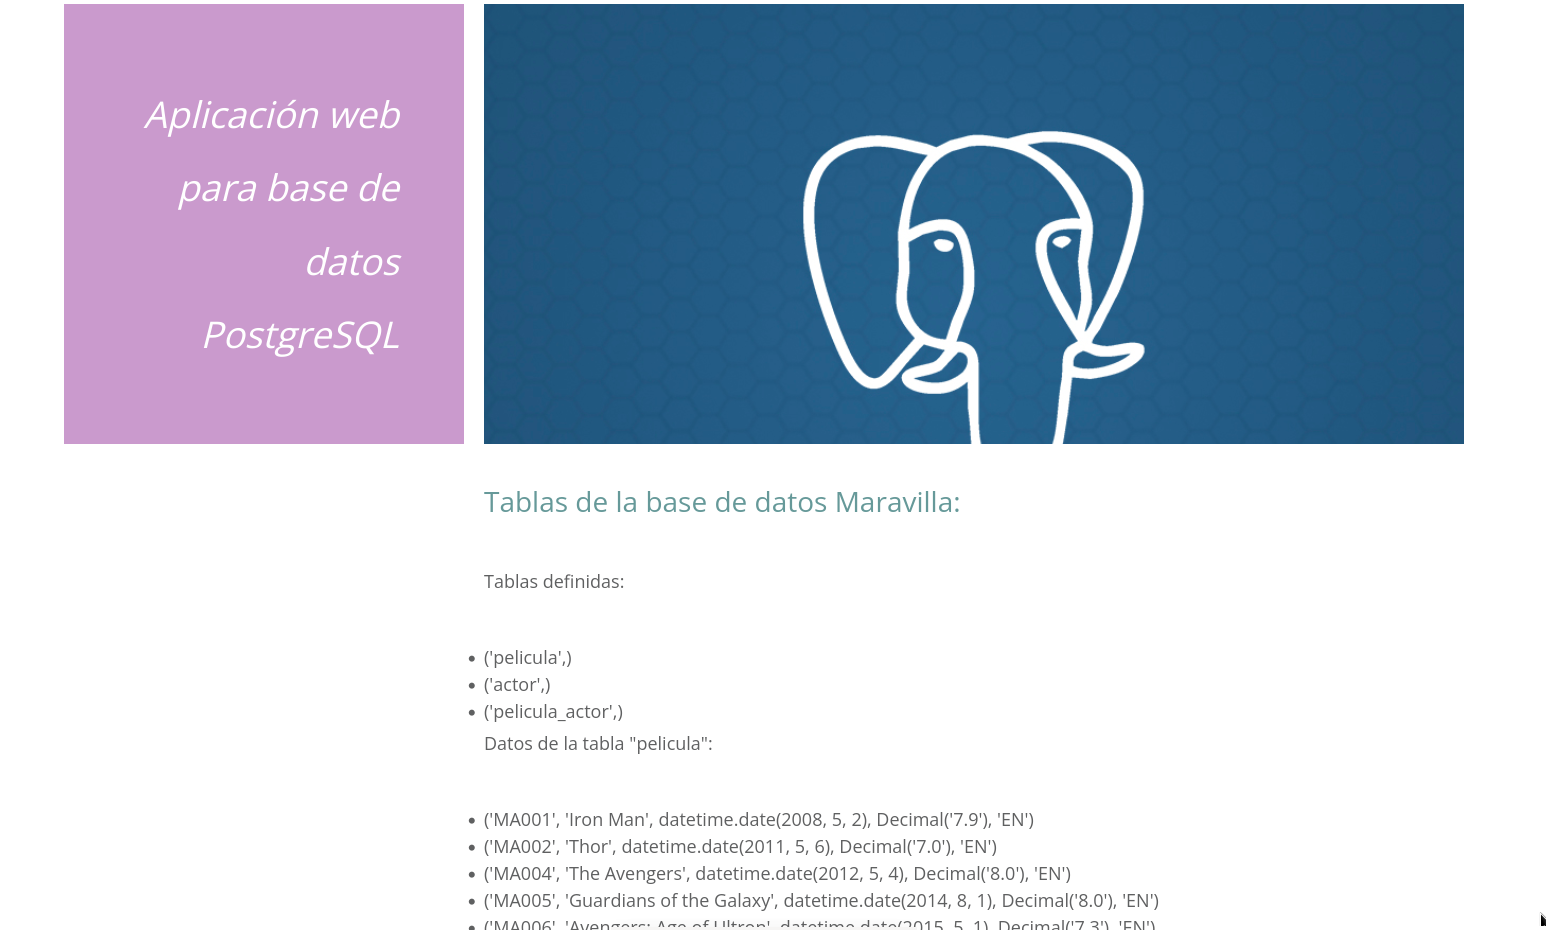 Aplicación web
para base de
datos
PostgreSQL
Tablas de la base de datos Maravilla:
Tablas definidas:
('pelicula',)
('actor',)
('pelicula_actor',)
Datos de la tabla "pelicula":
('MA001', 'Iron Man', datetime.date(2008, 5, 2), Decimal('7.9'), 'EN')
('MA002', 'Thor', datetime.date(2011, 5, 6), Decimal('7.0'), 'EN')
('MA004', 'The Avengers', datetime.date(2012, 5, 4), Decimal('8.0'), 'EN')
('MA005', 'Guardians of the Galaxy', datetime.date(2014, 8, 1), Decimal('8.0'), 'EN')
('MA006', 'Avengers: Age of Ultron', datetime.date(2015, 5, 1), Decimal('7.3'), 'EN')